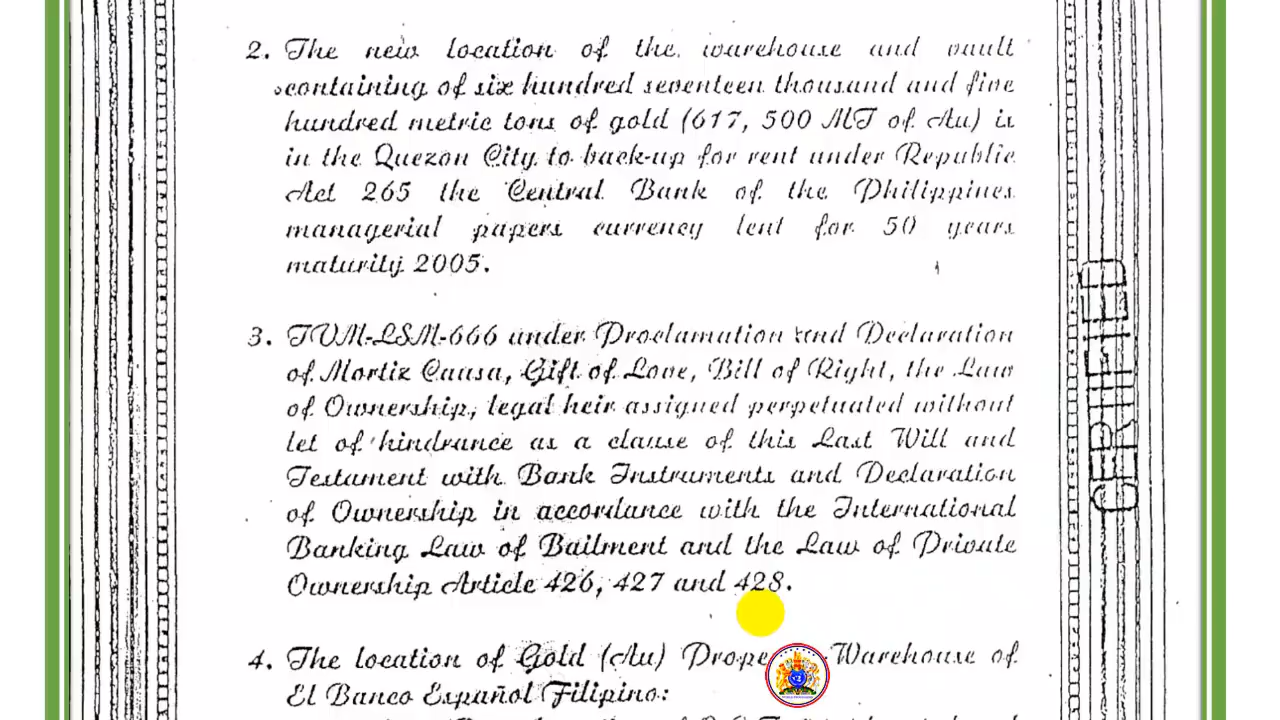 2. The new location of the warehouse and vault
containing of six hundred seventeen thousand and five
hundred metric tons of gold (617, 500 MT of Au) is
in the Quezon City to back-up for rent under Republic
Act 265 the Central Bank of the Philippines
managerial papers currency lent for 50 years
maturity 2005.
3. TVM-LSM-666 under Proclamation and Declaration
of Mortiz Causa, Gift of Love, Bill of Right, the Law
of Ownership, legal heir assigned perpetuated without
let of hindrance as a clause of this Last Will and
Testament with Bank Instruments and Declaration
of Ownership in accordance with the International
Banking Law of Bailment and the Law of Private
Ownership Article 426, 427 and 428.
4. The location of Gold (Au) Warehouse of
El Banco Español Filipino:
CERTIFIED